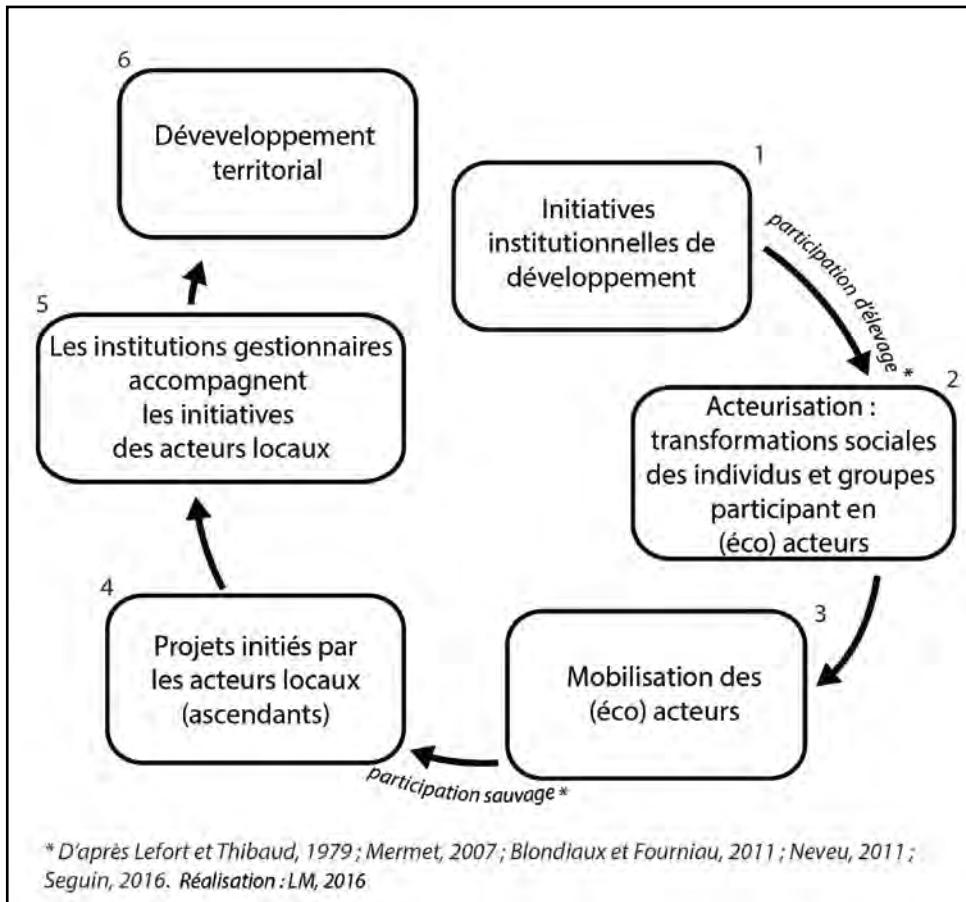 1
Initiatives
institutionnelles de
développement
participation d'élevage *
2
Acteurisation :
transformations sociales
des individus et groupes
participant en
(éco) acteurs
3
Mobilisation des
(éco) acteurs
participation sauvage *
4
Projets initiés par
les acteurs locaux
(ascendants)
5
Les institutions gestionnaires
accompagnent
les initiatives
des acteurs locaux
6
Déveveloppement
territorial
* D'après Lefort et Thibaud, 1979 ; Mermet, 2007 ; Blondiaux et Fourniau, 2011 ; Neveu, 2011 ;
Seguin, 2016. Réalisation : LM, 2016